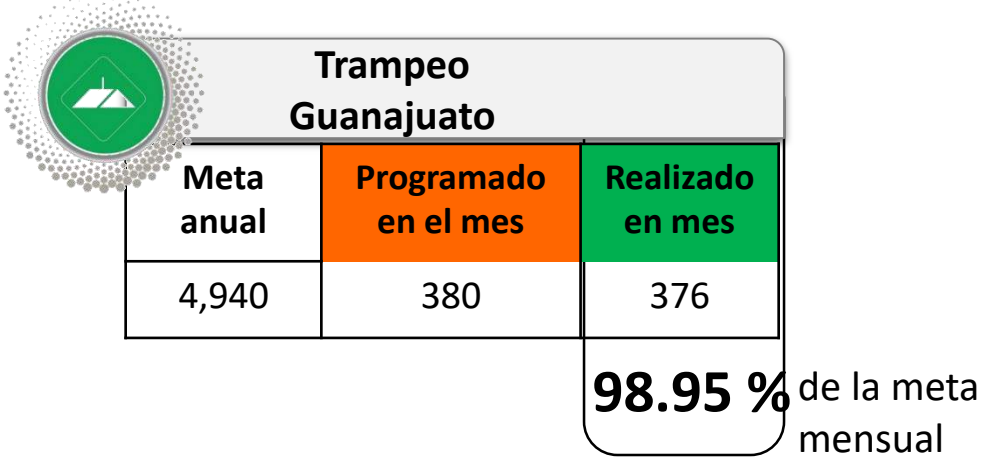 Trampeo
Guanajuato
Meta
anual
Programado
en el mes
Realizado
en mes
4,940
380
376
98.95 %
de la meta
mensual